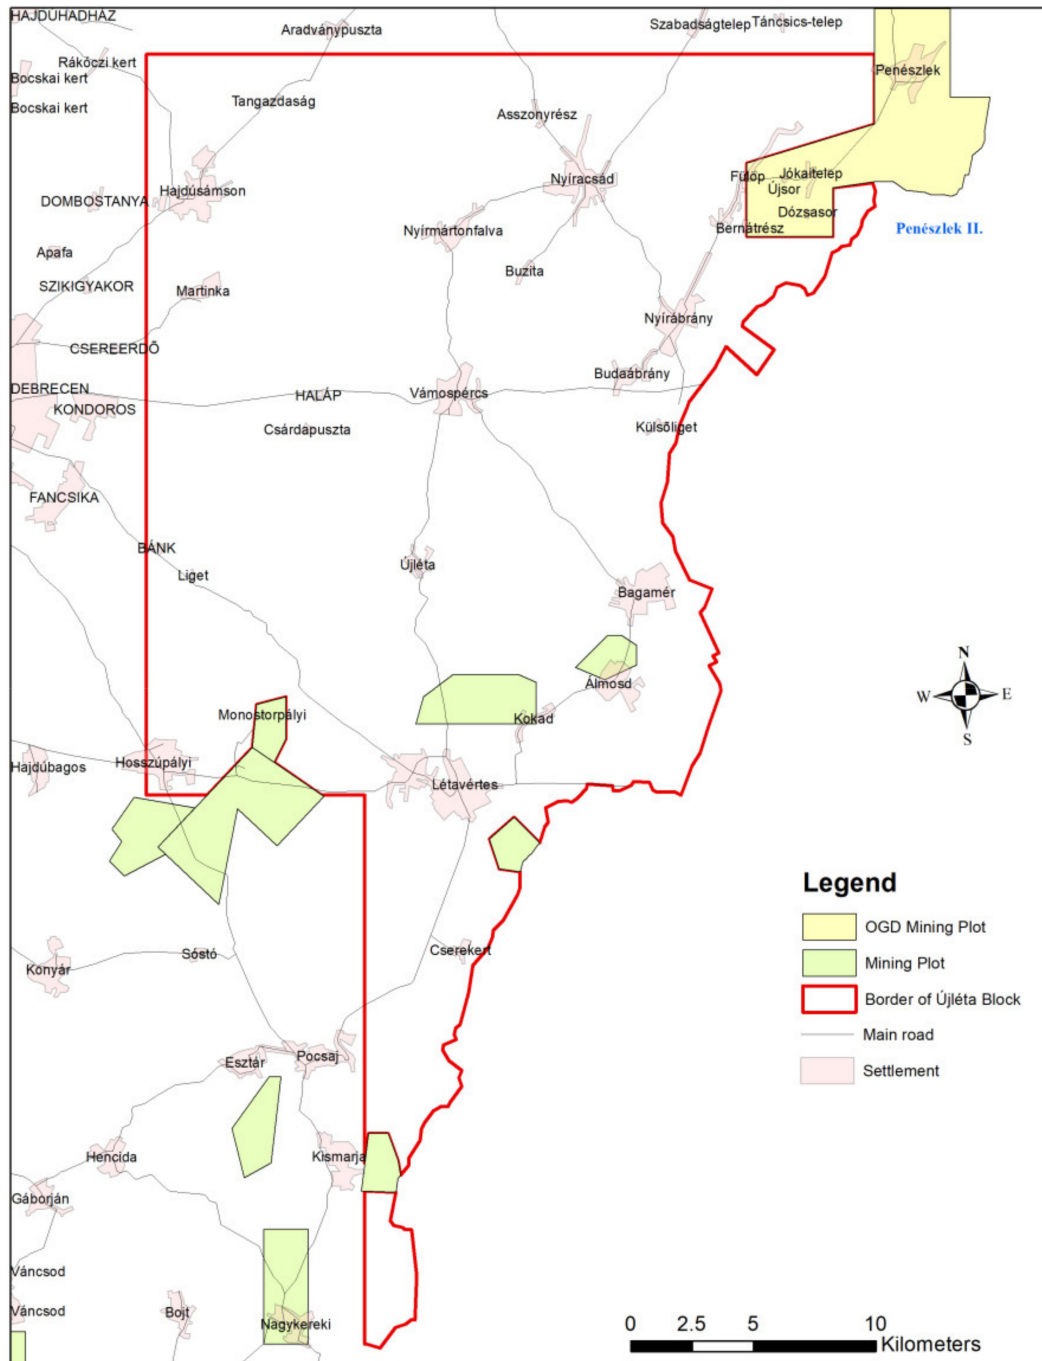 HAJDÚHADHÁZ
Aradványpuszta
Szabadságtelep
Táncsics-telep
Rákóczi kert
Bocskai kert
Penészlek
Tangazdaság
Bocskai kert
Asszonyrész
Hajdúsámson
Nyíracsád
Fülöp
Jókaitelep
Újsor
DOMBOSTANYA
Dózsasor
Nyírmártonfalva
Bernátrész
Penészlek II.
Apafa
Buzita
SZIKIGYAKOR
Martinka
Nyírábrány
CSEREERDŐ
Budaábrány
DEBRECEN
HALÁP
Vámospércs
KONDOROS
Csárdapuszta
Külsőliget
FANCSIKA
BÁNK
Liget
Újléta
Bagamér
N
Álmosd
W
E
Monostorpályi
Kokad
S
Hajdúbagos
Hosszúpályi
Létavértes
Legend
OGD Mining Plot
Mining Plot
Border of Újléta Block
Main road
Settlement
Cserekert
Sóstó
Konyár
Esztár
Pocsaj
Hencida
Kismarja
Gáborján
Váncsod
Váncsod
Bojt
Nagykereki
0 2.5 5 10
Kilometers